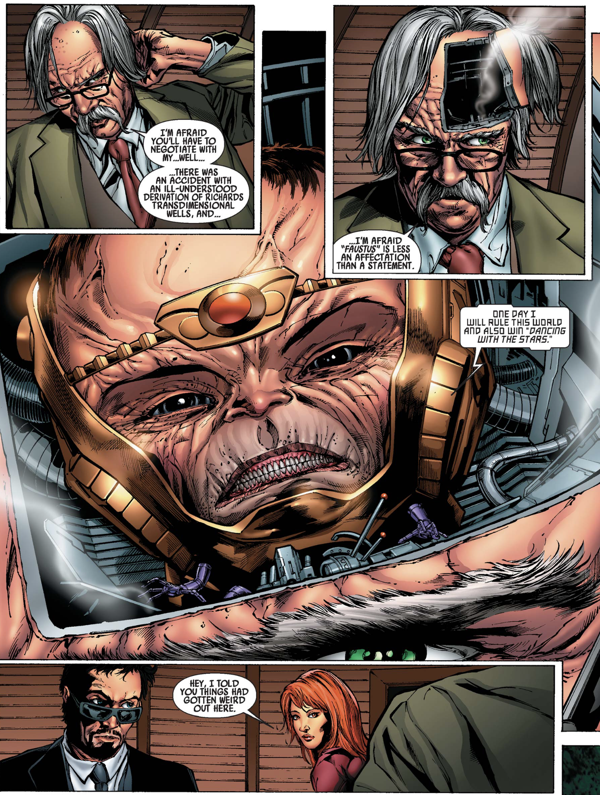 I'M AFRAID
YOU'LL HAVE TO
NEGOTIATE WITH
MY...WELL...
...THERE WAS
AN ACCIDENT WITH
AN ILL-UNDERSTOOD
DERIVATION OF RICHARDS
TRANSDIMENSIONAL
WELLS, AND...
...I'M AFRAID
"FAUSTUS" IS LESS
AN AFFECTATION
THAN A STATEMENT.
ONE DAY I
WILL RULE THIS WORLD
AND ALSO WIN "DANCING
WITH THE STARS."
HEY, I TOLD
YOU THINGS HAD
GOTTEN WEIRD
OUT HERE.